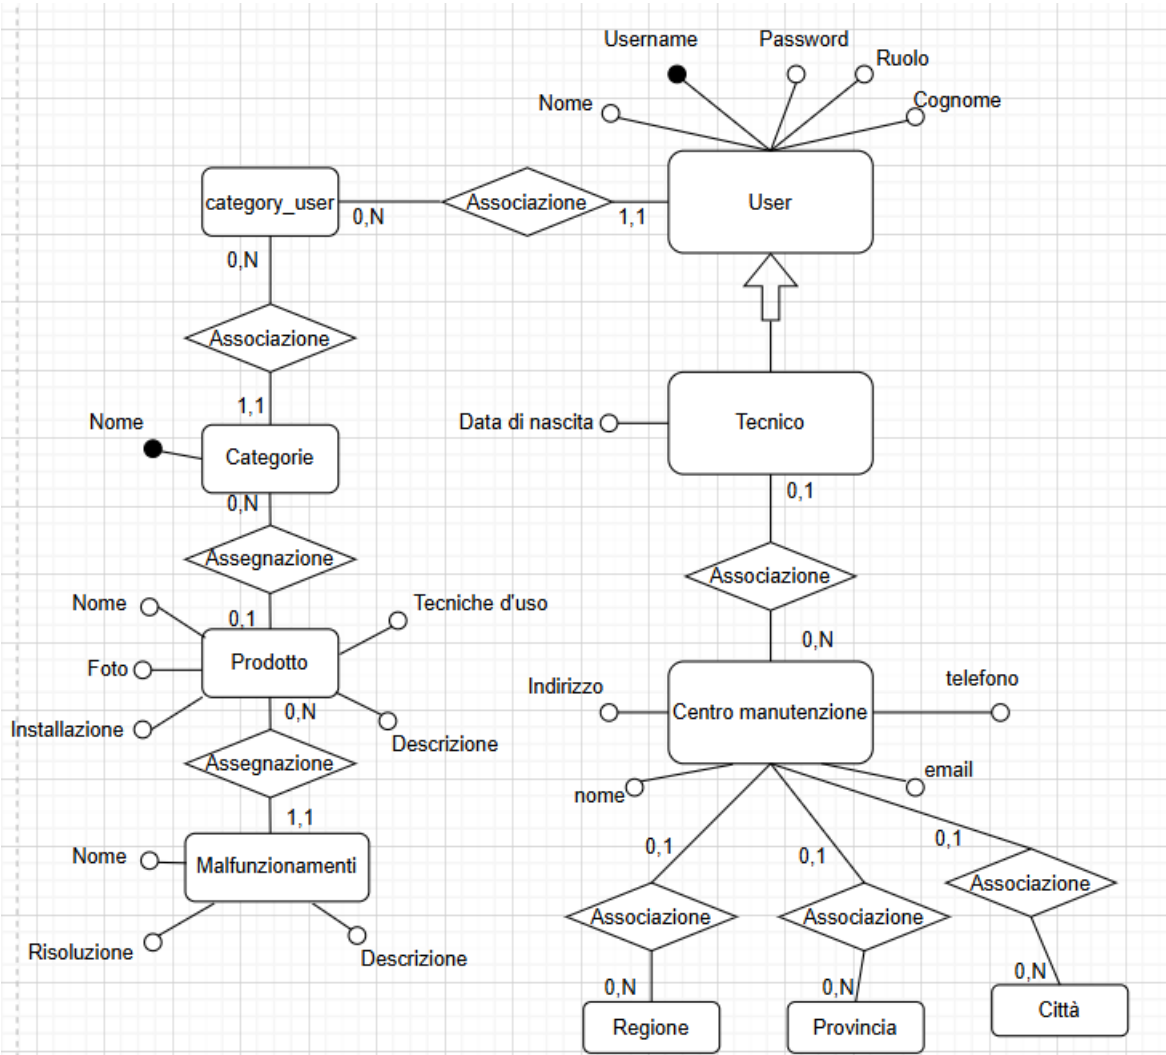 Username
Password
Ruolo
Nome
Cognome
category_user
0,N
Associazione
1,1
User
0,N
Associazione
1,1
Nome
Categorie
Data di nascita
Tecnico
0,N
0,1
Assegnazione
Associazione
Nome
0,1
Tecniche d'uso
0,N
Foto
Prodotto
Indirizzo
telefono
Installazione
0,N
Descrizione
Centro manutenzione
Assegnazione
nome
email
1,1
0,1
0,1
0,1
Nome
Malfunzionamenti
Associazione
Associazione
Associazione
Risoluzione
Descrizione
0,N
0,N
0,N
Regione
Provincia
Città